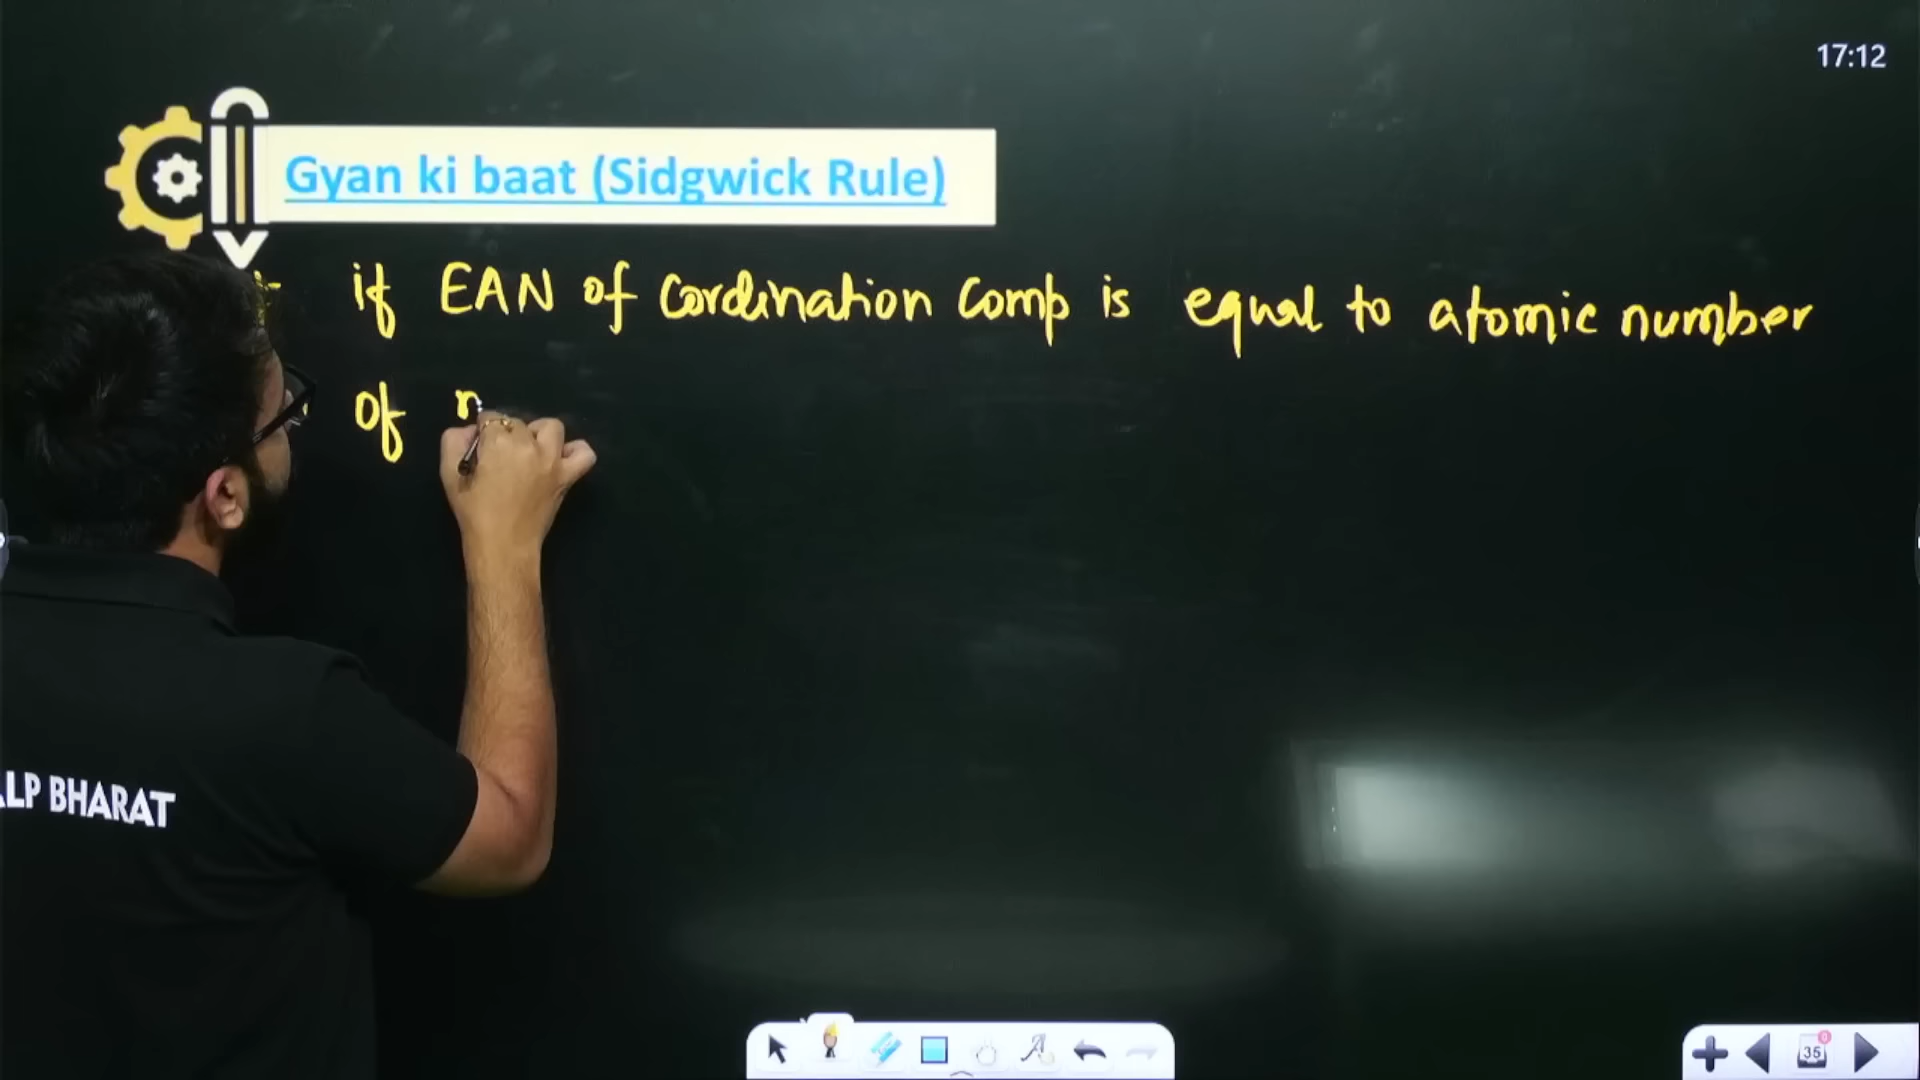 17:12
Gyan ki baat (Sidgwick Rule)
if EAN of Cordination Comp is equal to atomic number
of n
LP BHARAT
35